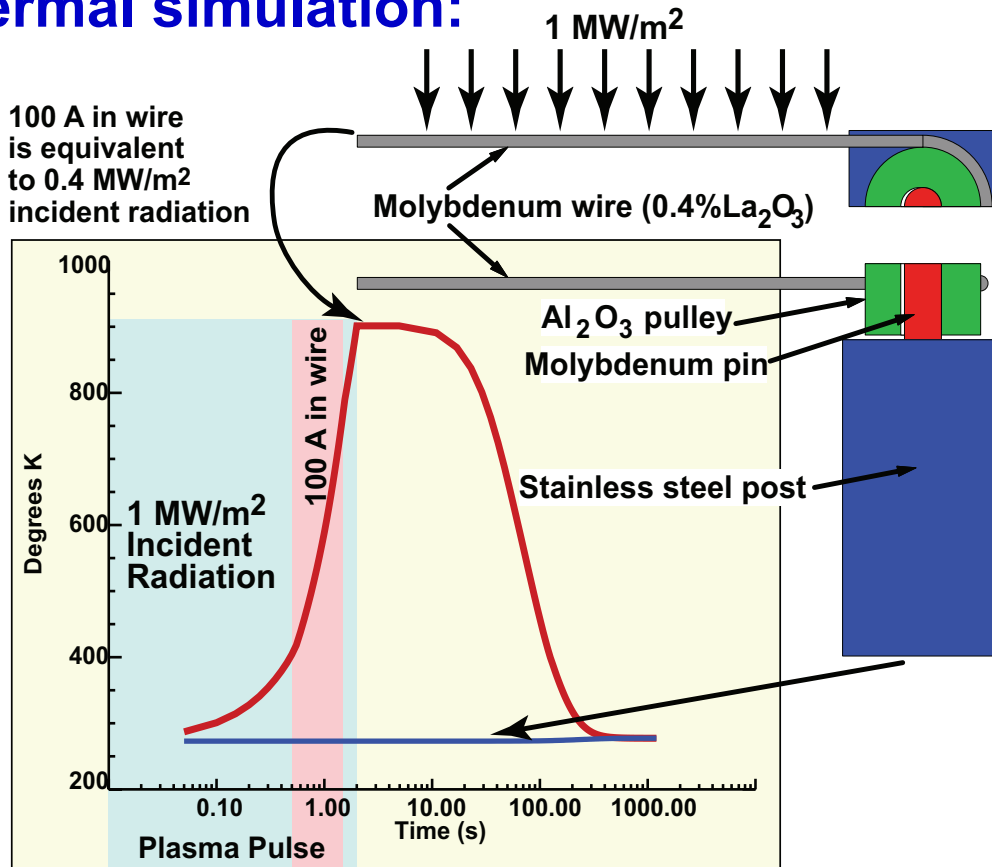 ermal simulation:
1 MW/m²
100 A in wire
is equivalent
to 0.4 MW/m²
incident radiation
Molybdenum wire (0.4%La₂O₃)
1000
800
600
400
200
Degrees K
100 A in wire
1 MW/m²
Incident
Radiation
Al₂O₃ pulley
Molybdenum pin
Stainless steel post
0.10
1.00
10.00
100.00
1000.00
Time (s)
Plasma Pulse